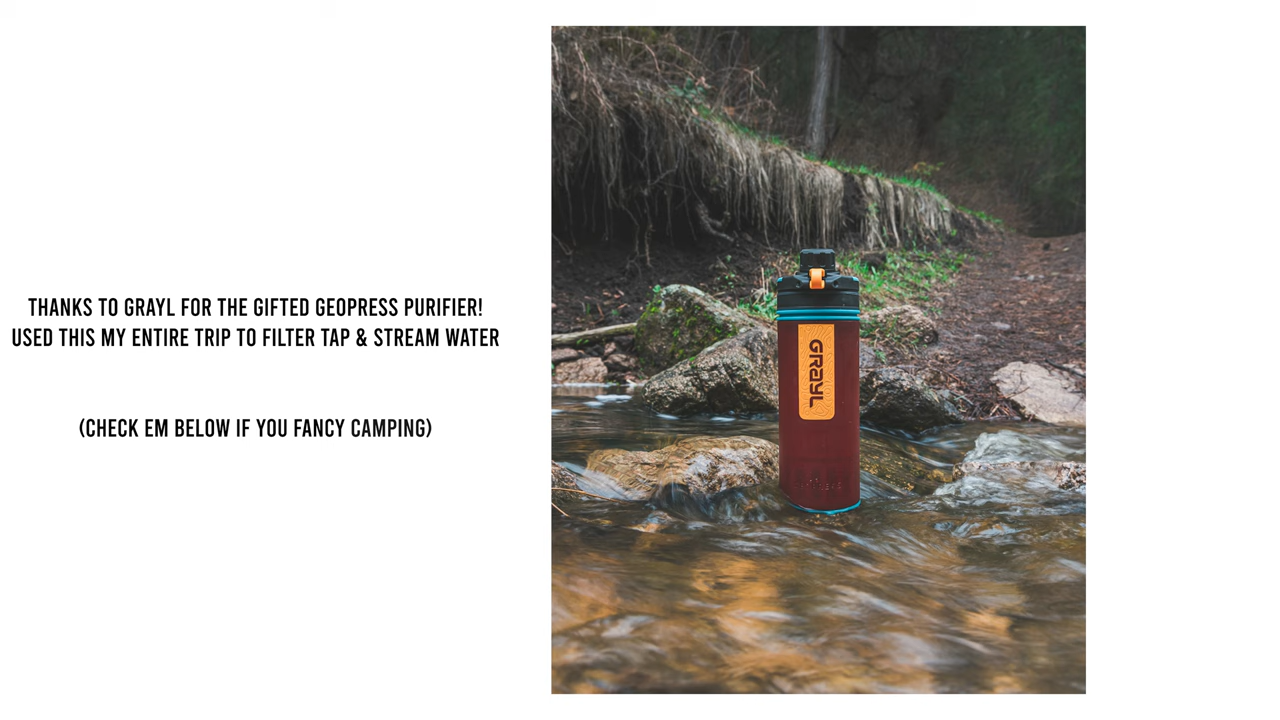 THANKS TO GRAYL FOR THE GIFTED GEOPRESS PURIFIER!
USED THIS MY ENTIRE TRIP TO FILTER TAP & STREAM WATER
(CHECK EM BELOW IF YOU FANCY CAMPING)
GRAYL